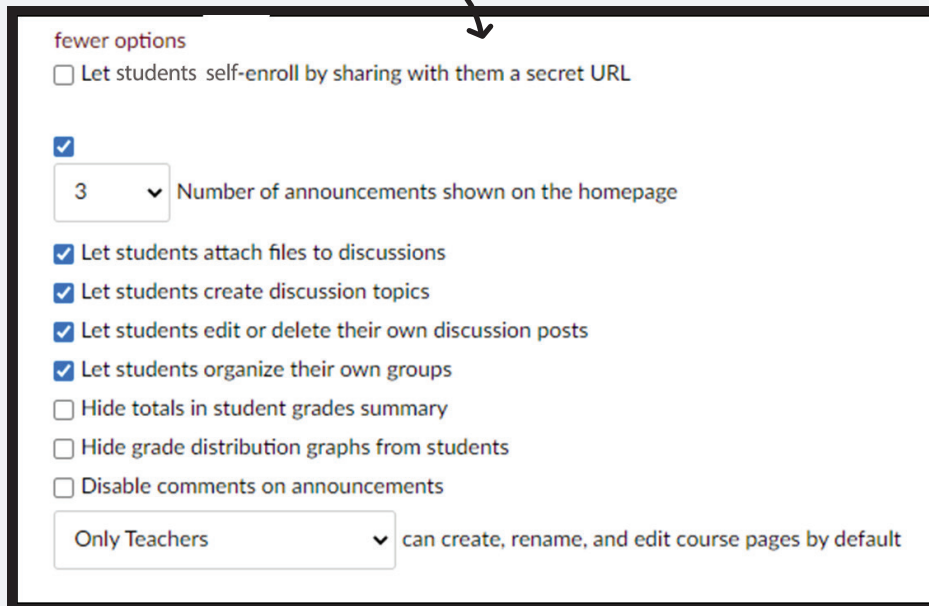 fewer options
Let students self-enroll by sharing with them a secret URL
3 Number of announcements shown on the homepage
Let students attach files to discussions
Let students create discussion topics
Let students edit or delete their own discussion posts
Let students organize their own groups
Hide totals in student grades summary
Hide grade distribution graphs from students
Disable comments on announcements
Only Teachers can create, rename, and edit course pages by default